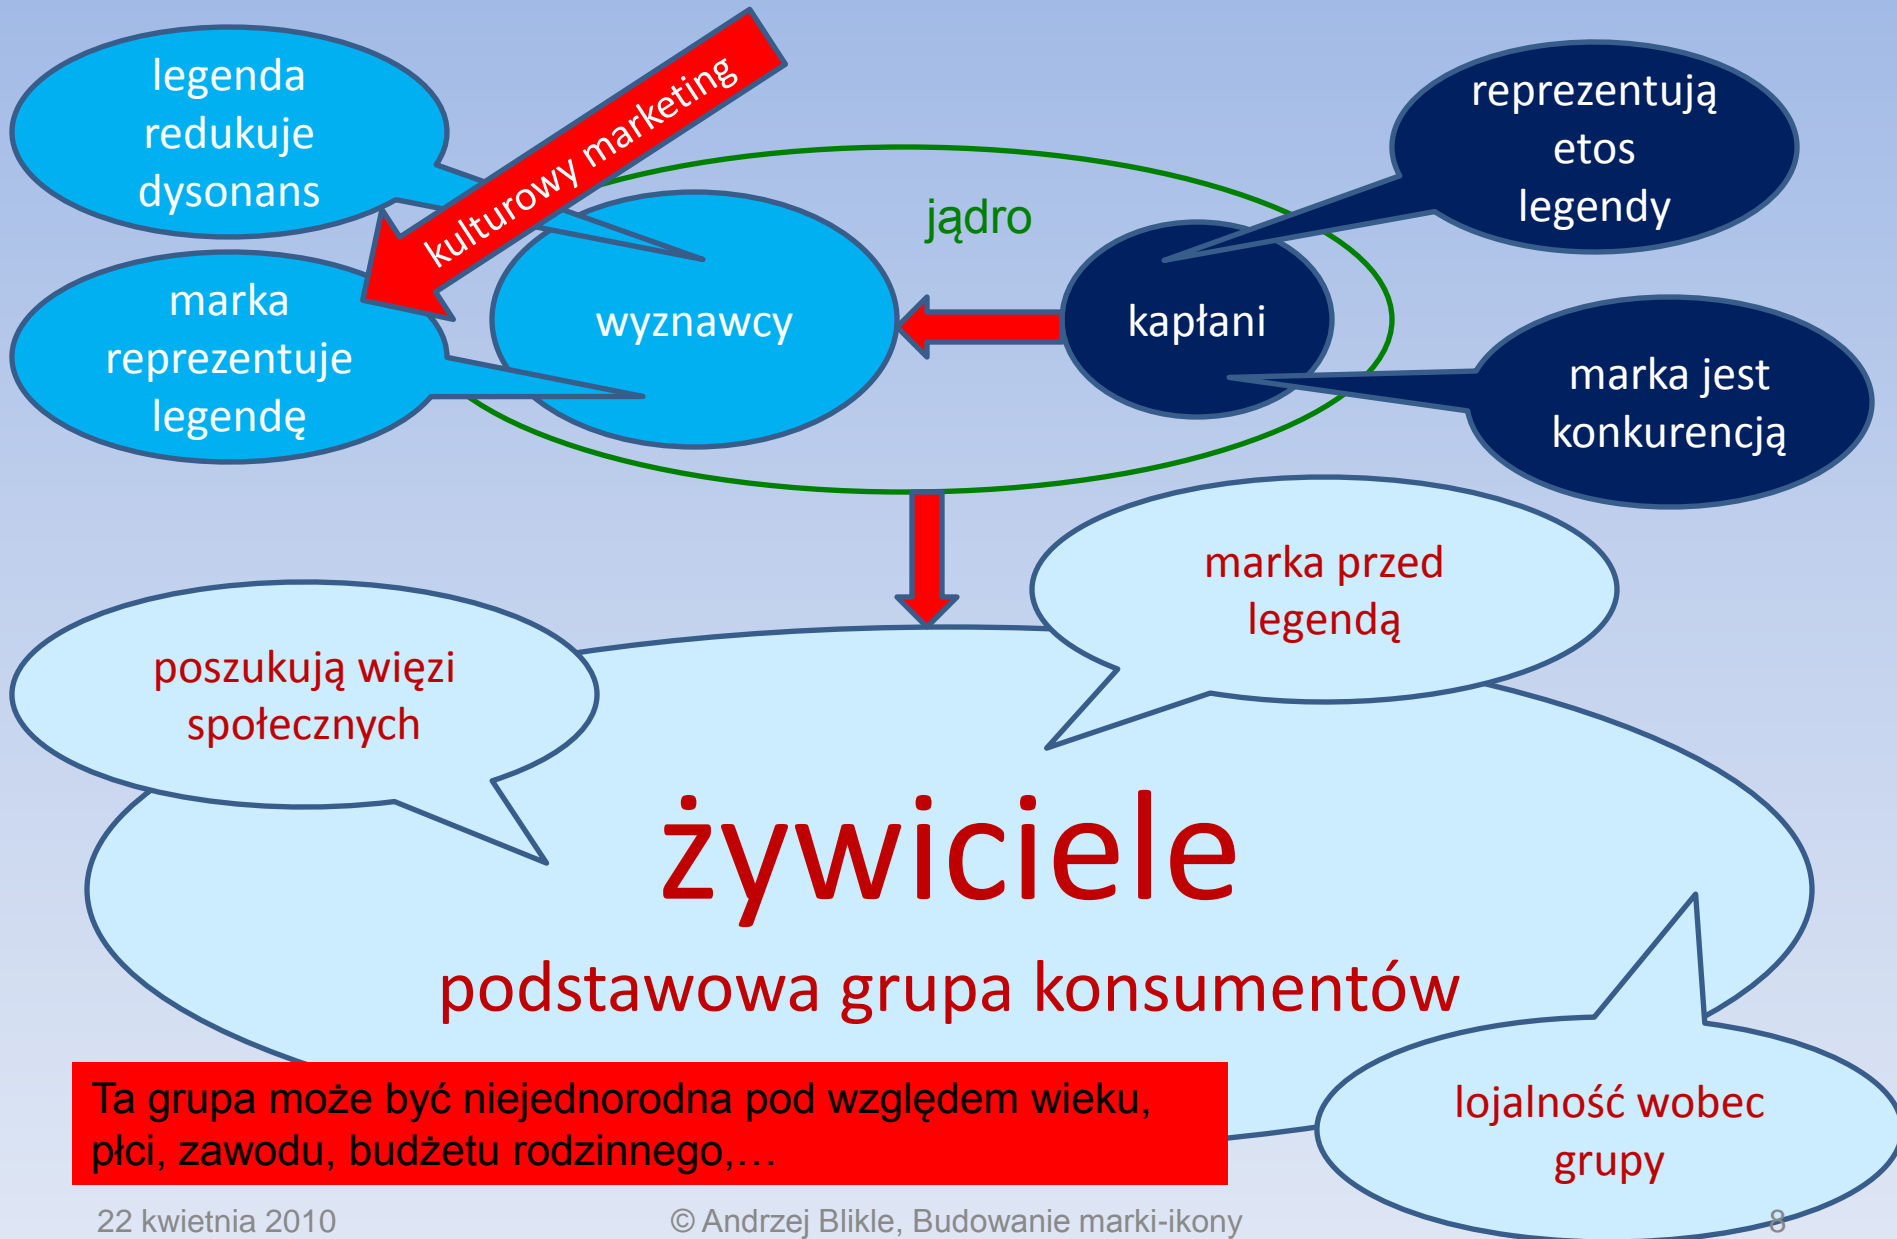 legenda
redukuje
dysonans
kulturowy marketing
marka
reprezentuje
legendę
wyznawcy
jądro
kapłani
reprezentują
etos
legendy
marka jest
konkurencją
marka przed
legendą
poszukują więzi
społecznych
żywiciele
podstawowa grupa konsumentów
lojalność wobec
grupy
Ta grupa może być niejednorodna pod względem wieku,
płci, zawodu, budżetu rodzinnego,…
22 kwietnia 2010
© Andrzej Blikle, Budowanie marki-ikony
8